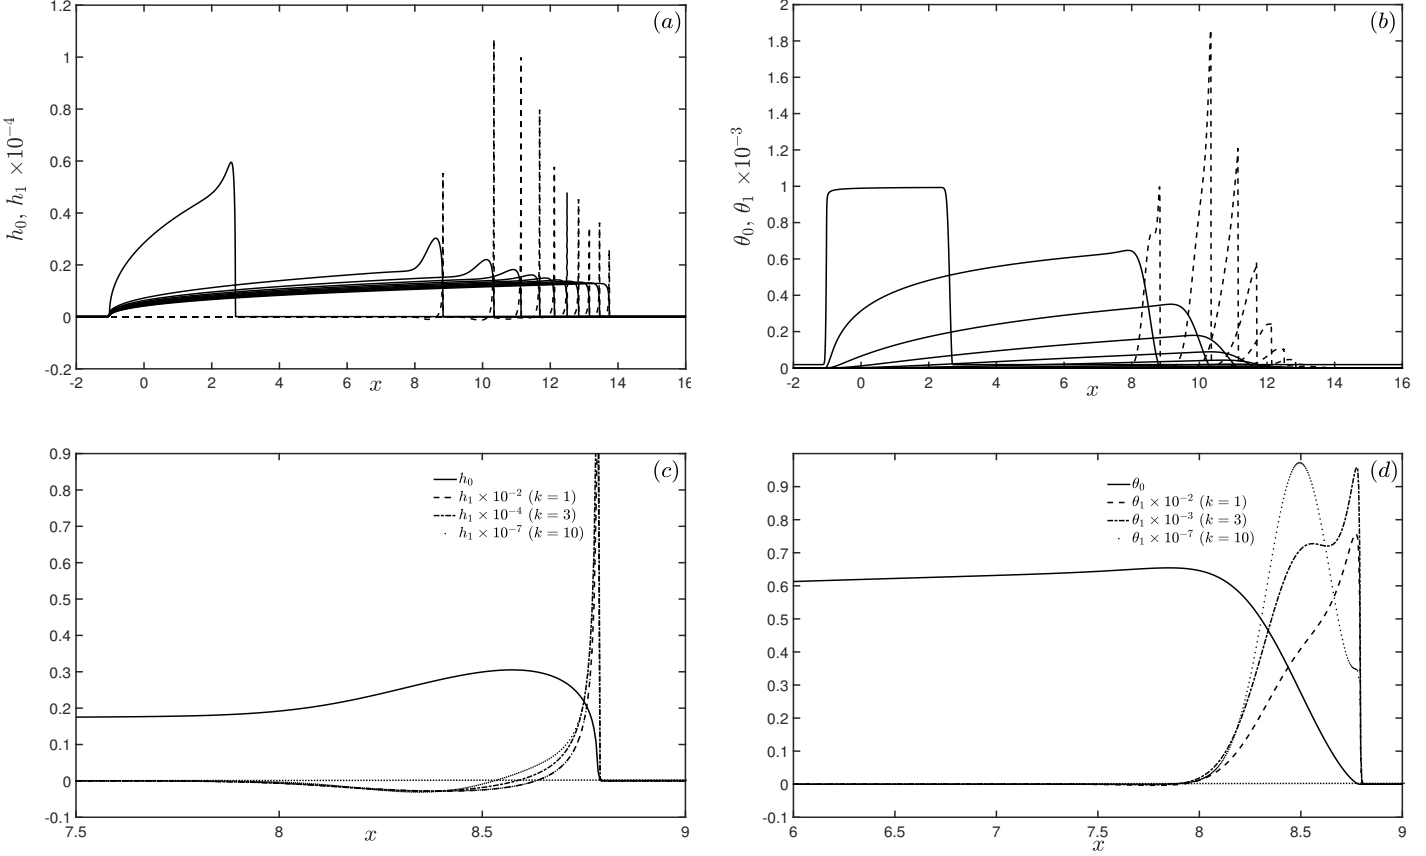 (a)
1.2
1
0.8
0.6
0.4
0.2
0
-0.2
h₀, h₁ ×10⁻⁴
-2 0 2 4 6 8 10 12 14 16
x
(b)
2
1.8
1.6
1.4
1.2
1
0.8
0.6
0.4
0.2
0
θ₀, θ₁ ×10⁻³
-2 0 2 4 6 8 10 12 14 16
x
(c)
h₀
h₁ × 10⁻² (k = 1)
h₁ × 10⁻⁴ (k = 3)
h₁ × 10⁻⁷ (k = 10)
0.9
0.8
0.7
0.6
0.5
0.4
0.3
0.2
0.1
0
-0.1
7.5 8 8.5 9
x
(d)
θ₀
θ₁ × 10⁻² (k = 1)
θ₁ × 10⁻³ (k = 3)
θ₁ × 10⁻⁷ (k = 10)
0.9
0.8
0.7
0.6
0.5
0.4
0.3
0.2
0.1
0
-0.1
6 6.5 7 7.5 8 8.5 9
x